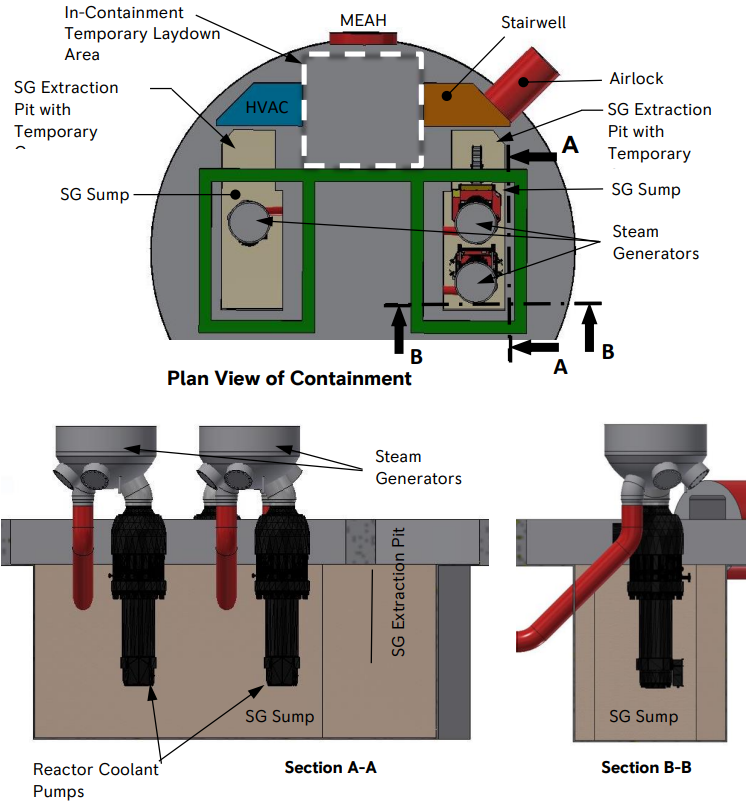 In-Containment
Temporary Laydown
Area
MEAH
Stairwell
Airlock
SG Extraction
Pit with
Temporary
HVAC
SG Extraction
Pit with
Temporary
A
SG Sump
SG Sump
Steam
Generators
B
B
A
Plan View of Containment
Steam
Generators
SG Extraction Pit
SG Sump
SG Sump
Reactor Coolant
Pumps
Section A-A
Section B-B